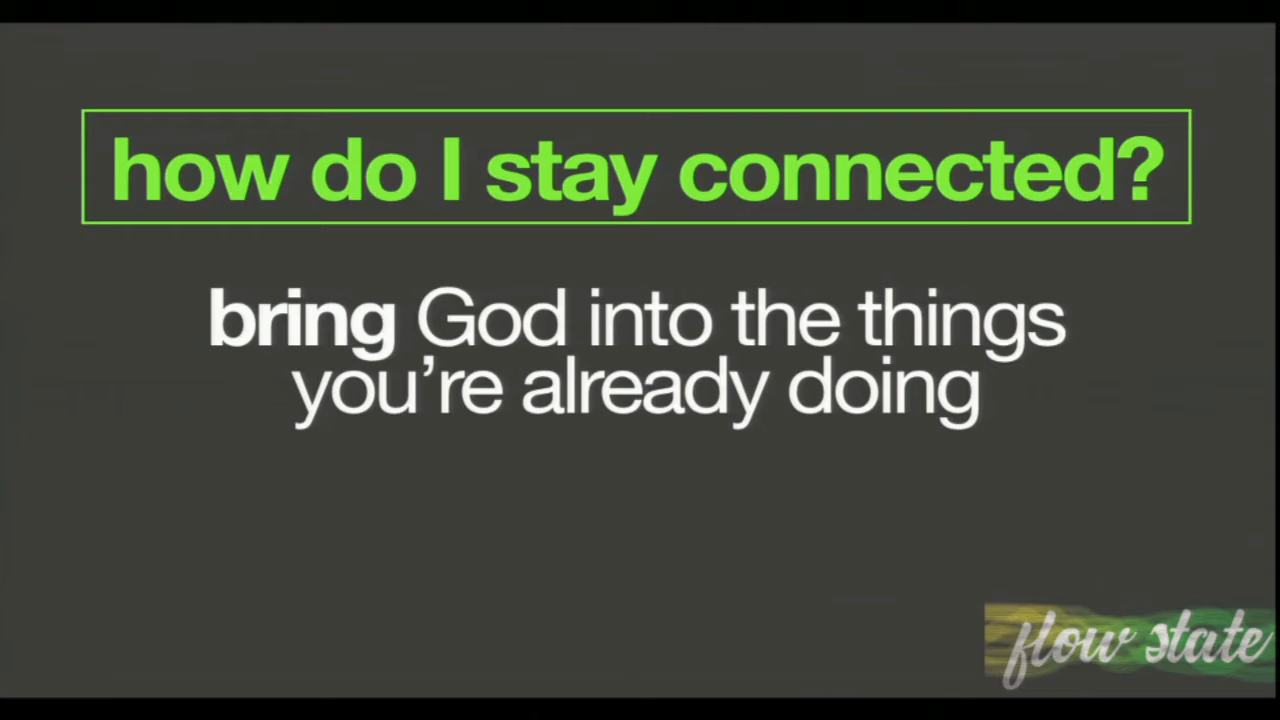 how do I stay connected?
bring God into the things
you’re already doing
flow state